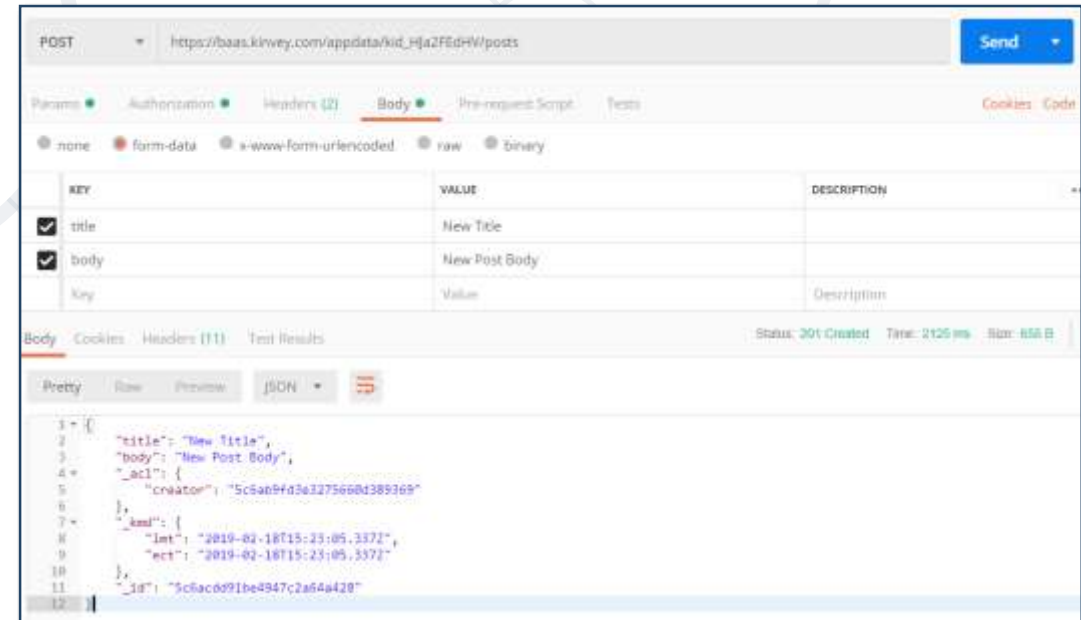 POST https://baas.kinvey.com/appdata/kid_HJa2FEdHV/posts Send
Params Authorization Headers (2) Body Pre-request Script Tests Cookies Code
none form-data x-www-form-urlencoded raw binary
KEY VALUE DESCRIPTION
title New Title
body New Post Body
Key Value Description
Body Cookies Headers (11) Test Results Status: 201 Created Time: 2125 ms Size: 658 B
Pretty Raw Preview JSON
1 {
2 "title": "New Title",
3 "body": "New Post Body",
4 "_acl": {
5 "creator": "5c6ab9fd3e3275660d389369"
6 },
7 "_kmd": {
8 "lmt": "2019-02-18T15:23:05.337Z",
9 "ect": "2019-02-18T15:23:05.337Z"
10 },
11 "_id": "5c6acdd91be4947c2a64a428"
12 }